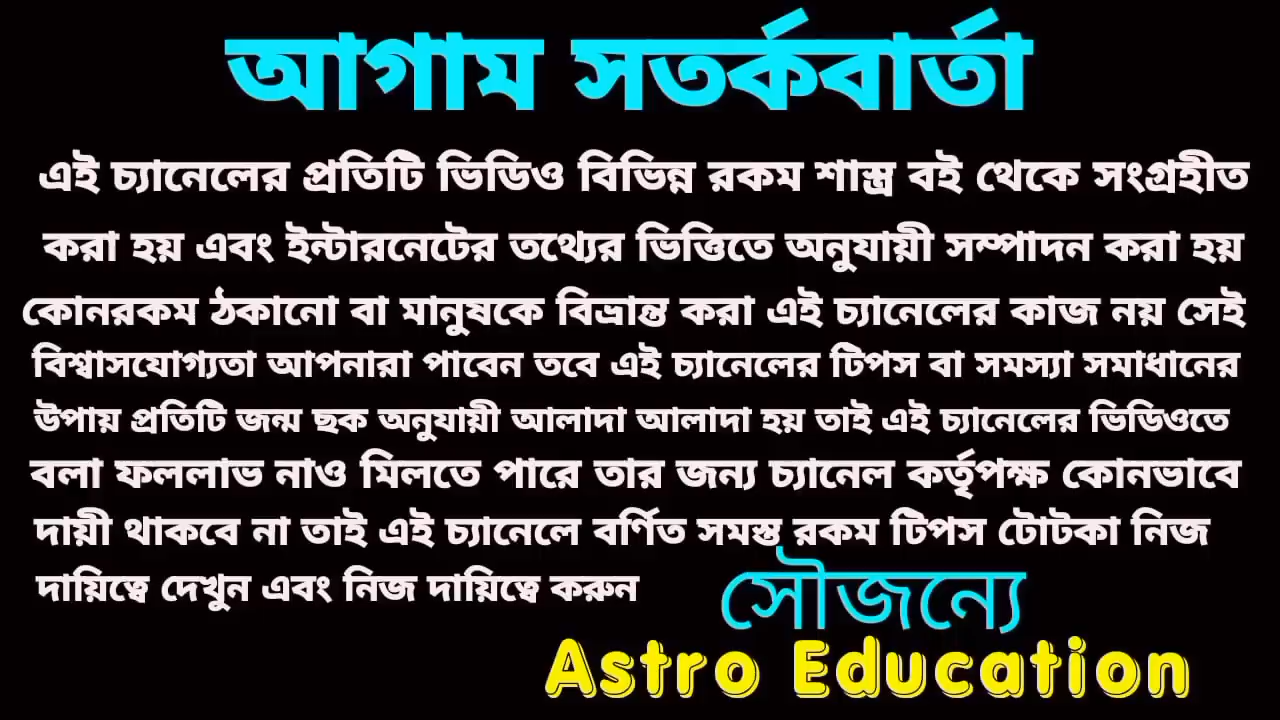 আগাম সতর্কবার্তা
এই চ্যানেলের প্রতিটি ভিডিও বিভিন্ন রকম শাস্ত্র বই থেকে সংগ্রহীত
করা হয় এবং ইন্টারনেটের তথ্যের ভিত্তিতে অনুযায়ী সম্পাদন করা হয়
কোনরকম ঠকানো বা মানুষকে বিভ্রান্ত করা এই চ্যানেলের কাজ নয় সেই
বিশ্বাসযোগ্যতা আপনারা পাবেন তবে এই চ্যানেলের টিপস বা সমস্যা সমাধানের
উপায় প্রতিটি জন্ম ছক অনুযায়ী আলাদা আলাদা হয় তাই এই চ্যানেলের ভিডিওতে
বলা ফললাভ নাও মিলতে পারে তার জন্য চ্যানেল কর্তৃপক্ষ কোনভাবে
দায়ী থাকবে না তাই এই চ্যানেলে বর্ণিত সমস্ত রকম টিপস টোটকা নিজ
দায়িত্বে দেখুন এবং নিজ দায়িত্বে করুন
সৌজন্যে
Astro Education